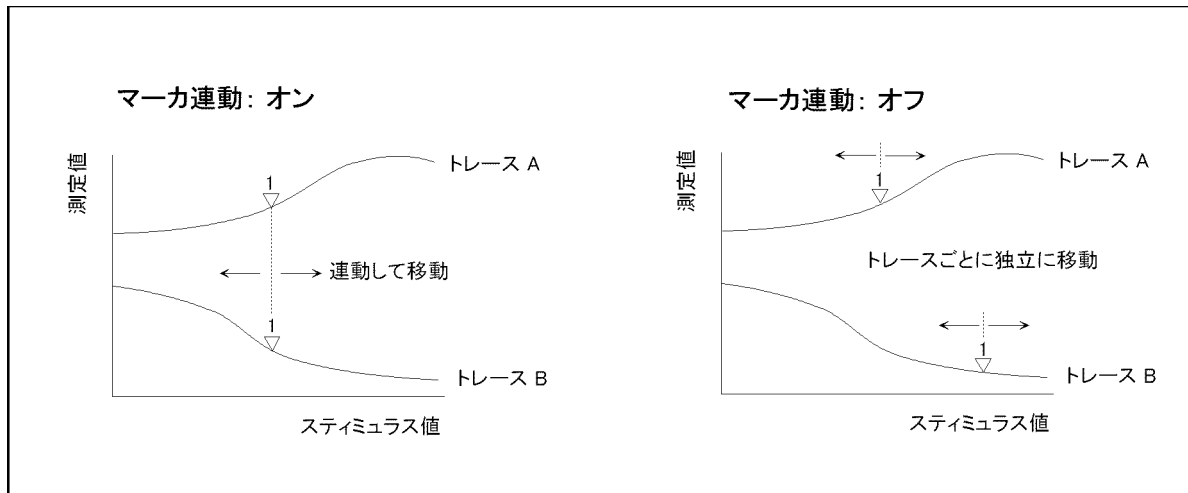 マーカ連動: オン
測定値
トレース A
1
連動して移動
1
トレース B
スティミュラス値
マーカ連動: オフ
測定値
トレース A
1
トレースごとに独立に移動
1
トレース B
スティミュラス値